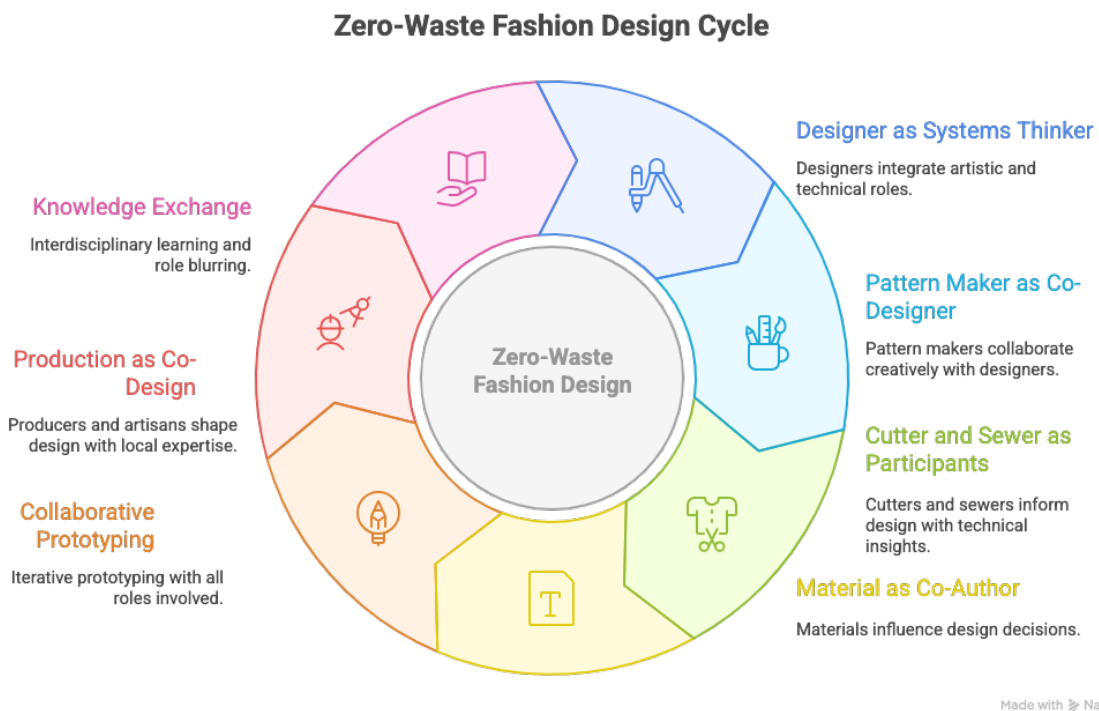 Zero-Waste Fashion Design Cycle
Designer as Systems Thinker
Designers integrate artistic and
technical roles.
Pattern Maker as Co-
Designer
Pattern makers collaborate
creatively with designers.
Cutter and Sewer as
Participants
Cutters and sewers inform
design with technical
insights.
Material as Co-Author
Materials influence design decisions.
Collaborative
Prototyping
Iterative prototyping with all
roles involved.
Production as Co-
Design
Producers and artisans shape
design with local expertise.
Knowledge Exchange
Interdisciplinary learning and
role blurring.
Zero-Waste
Fashion Design
T
Made with Na